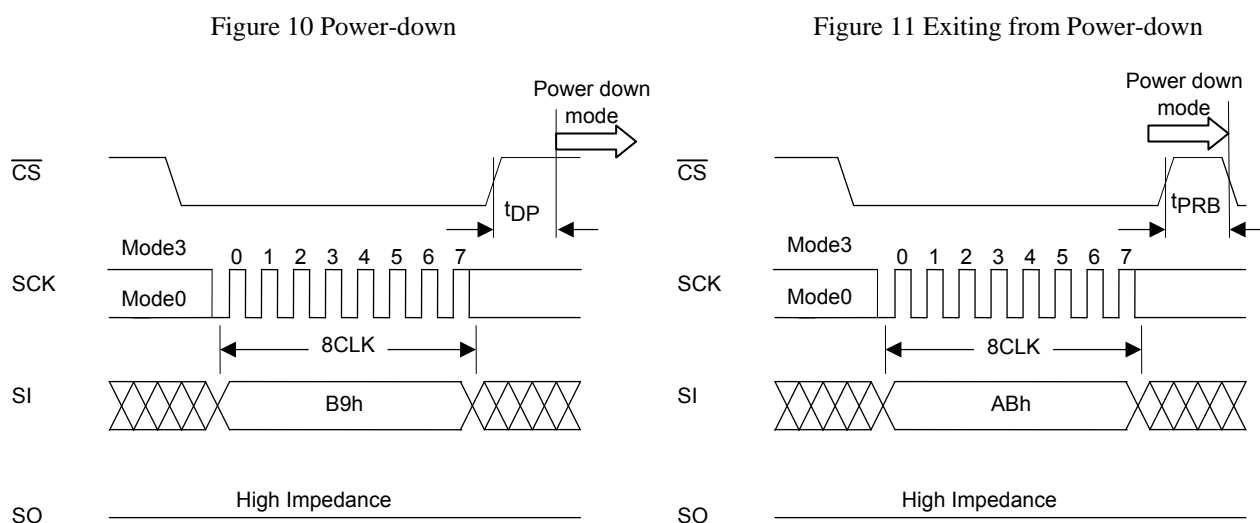 Figure 10 Power-down
Power down
mode
CS
tDP
Mode3
0 1 2 3 4 5 6 7
SCK
Mode0
8CLK
SI
B9h
High Impedance
SO
Figure 11 Exiting from Power-down
Power down
mode
CS
tPRB
Mode3
0 1 2 3 4 5 6 7
SCK
Mode0
8CLK
SI
ABh
High Impedance
SO